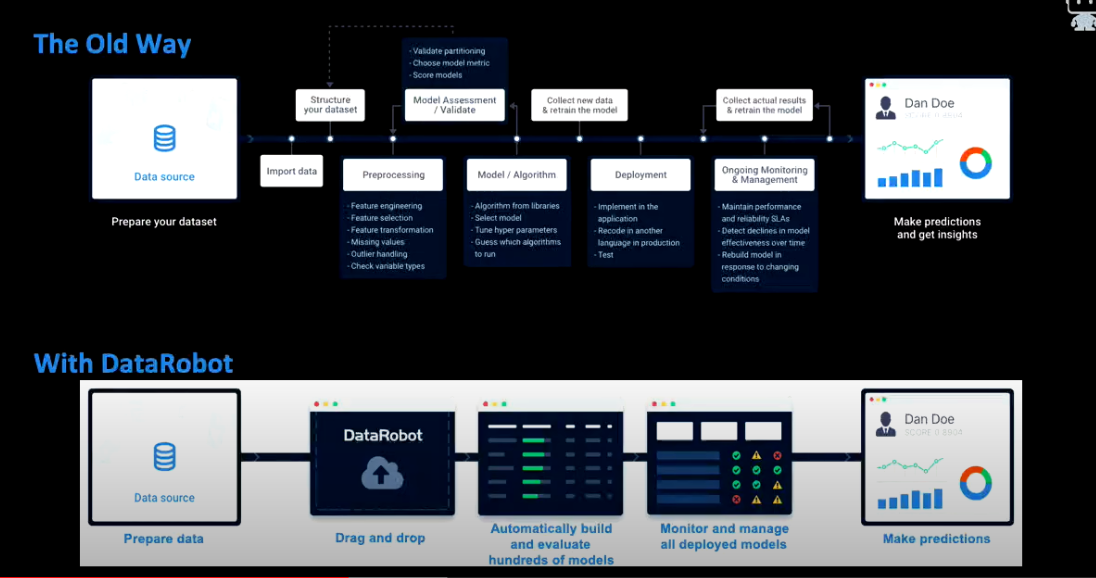 The Old Way
- Validate partitioning
- Choose model metric
- Score models
Structure
your dataset
Model Assessment
/ Validate
Collect new data
& retrain the model
Collect actual results
& retrain the model
Data source
Prepare your dataset
Import data
Preprocessing
- Feature engineering
- Feature selection
- Feature transformation
- Missing values
- Outlier handling
- Check variable types
Model / Algorithm
- Algorithm from libraries
- Select model
- Tune hyper parameters
- Guess which algorithms
to run
Deployment
- Implement in the
application
- Recode in another
language in production
- Test
Ongoing Monitoring
& Management
- Maintain performance
and reliability SLAs
- Detect declines in model
effectiveness over time
- Rebuild model in
response to changing
conditions
Dan Doe
SCORE 0.8904
Make predictions
and get insights
With DataRobot
Data source
Prepare data
DataRobot
Drag and drop
Automatically build
and evaluate
hundreds of models
Monitor and manage
all deployed models
Dan Doe
SCORE 0.8904
Make predictions